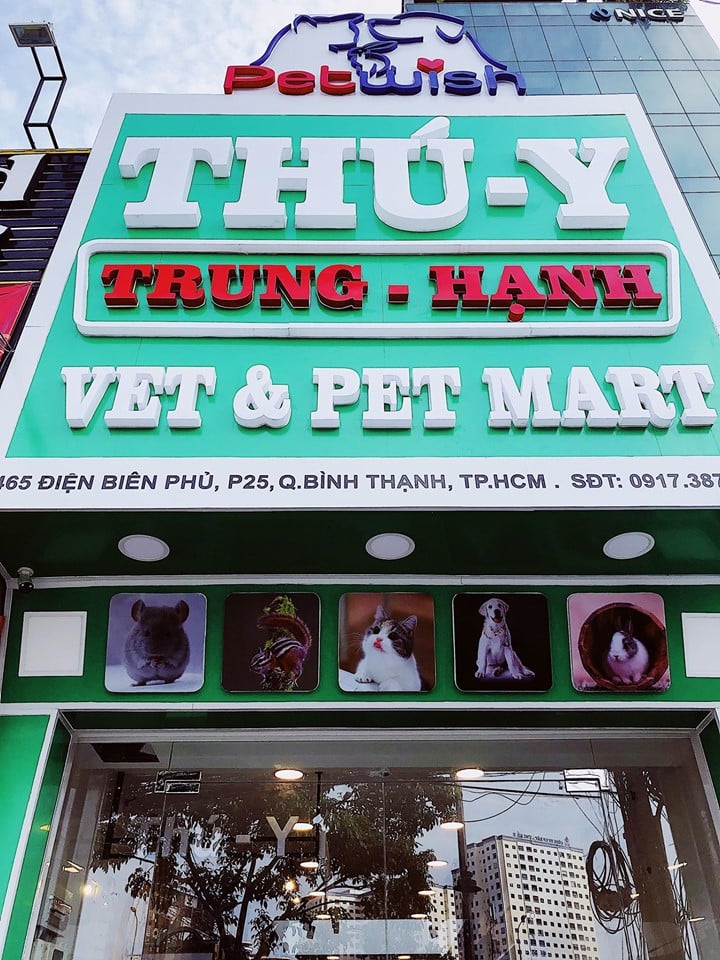 NICE
PetWish
THÚ-Y
TRUNG - HẠNH
VET & PET MART
465 ĐIỆN BIÊN PHỦ, P25, Q.BÌNH THẠNH, TP.HCM . SĐT: 0917.387
THÚ-Y